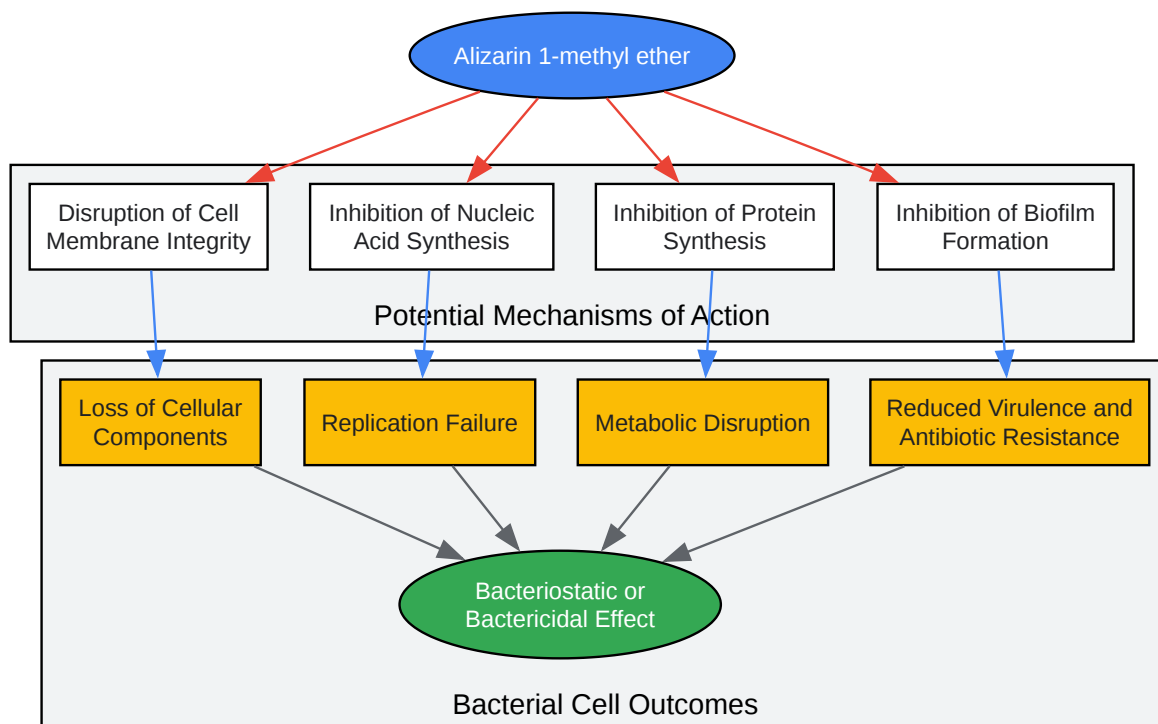 Alizarin 1-methyl ether
Disruption of Cell
Membrane Integrity
Inhibition of Nucleic
Acid Synthesis
Inhibition of Protein
Synthesis
Inhibition of Biofilm
Formation
Potential Mechanisms of Action
Loss of Cellular
Components
Replication Failure
Metabolic Disruption
Reduced Virulence and
Antibiotic Resistance
Bacteriostatic or
Bactericidal Effect
Bacterial Cell Outcomes